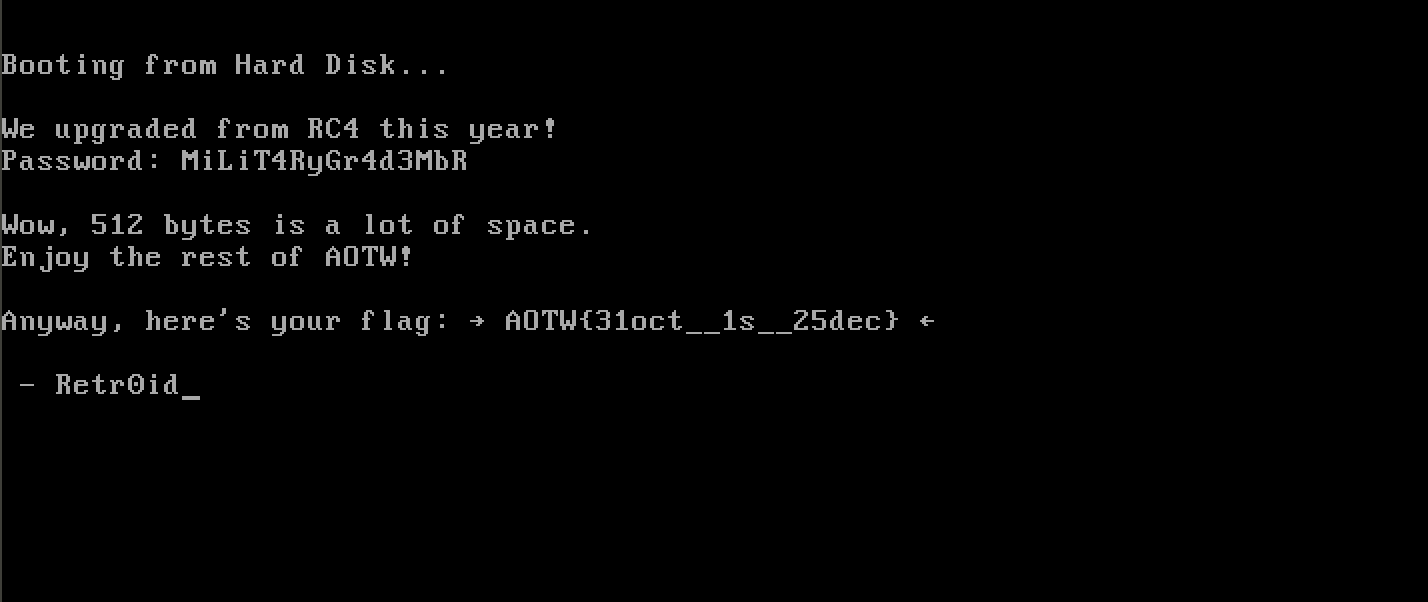 Booting from Hard Disk...
We upgraded from RC4 this year!
Password: MiLiT4RyGr4d3MbR
Wow, 512 bytes is a lot of space.
Enjoy the rest of AOTW!
Anyway, here's your flag: → AOTW{31oct__1s__25dec} ←
- Retr0id_